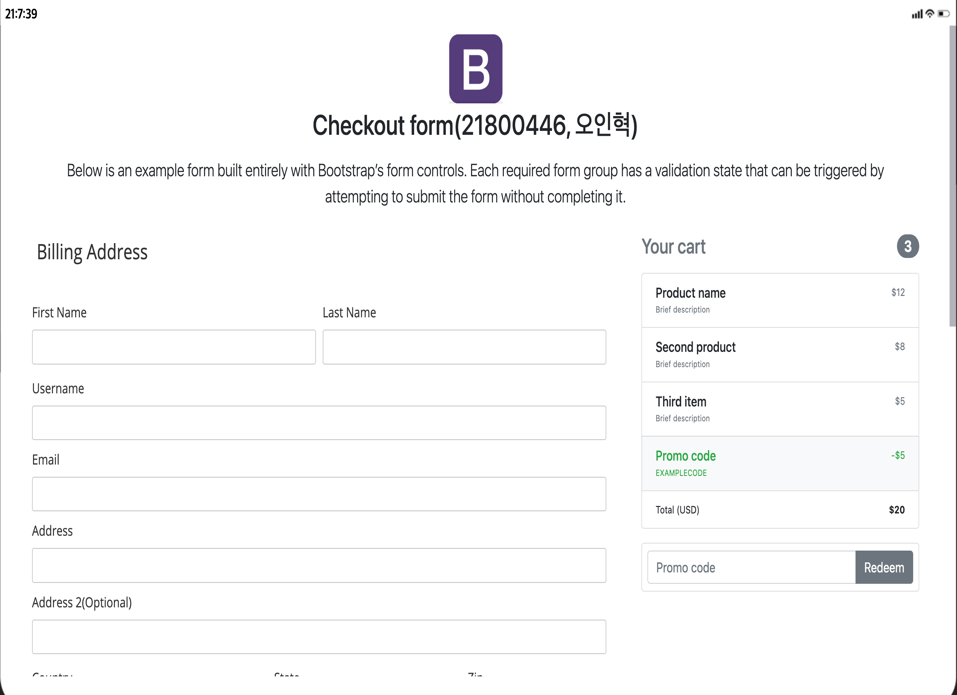 21:7:39
B
Checkout form(21800446, 오인혁)
Below is an example form built entirely with Bootstrap's form controls. Each required form group has a validation state that can be triggered by
attempting to submit the form without completing it.
Billing Address
First Name
Last Name
Username
Email
Address
Address 2(Optional)
Country
State
Zip
Your cart
3
Product name
$12
Brief description
Second product
$8
Brief description
Third item
$5
Brief description
Promo code
-$5
EXAMPLECODE
Total (USD)
$20
Promo code
Redeem